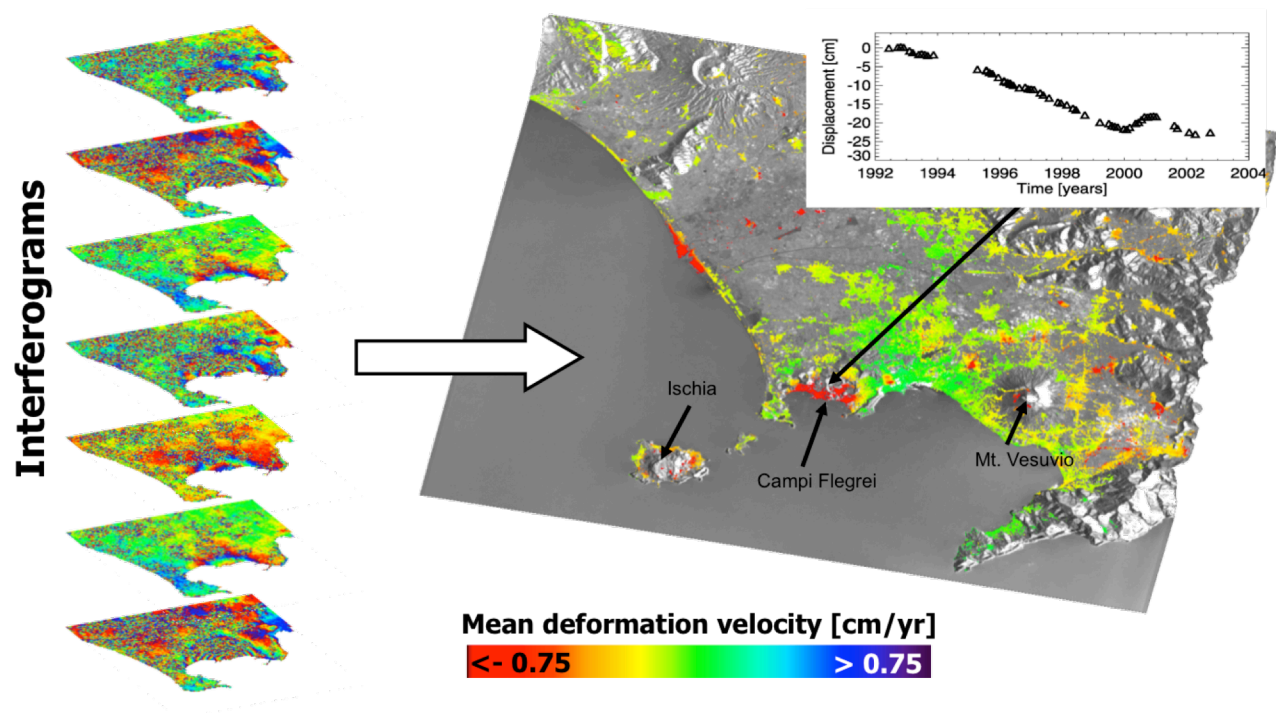 Interferograms
Displacement [cm]
0
-5
-10
-15
-20
-25
-30
1992 1994 1996 1998 2000 2002 2004
Time [years]
Ischia
Campi Flegrei
Mt. Vesuvio
Mean deformation velocity [cm/yr]
<- 0.75 > 0.75